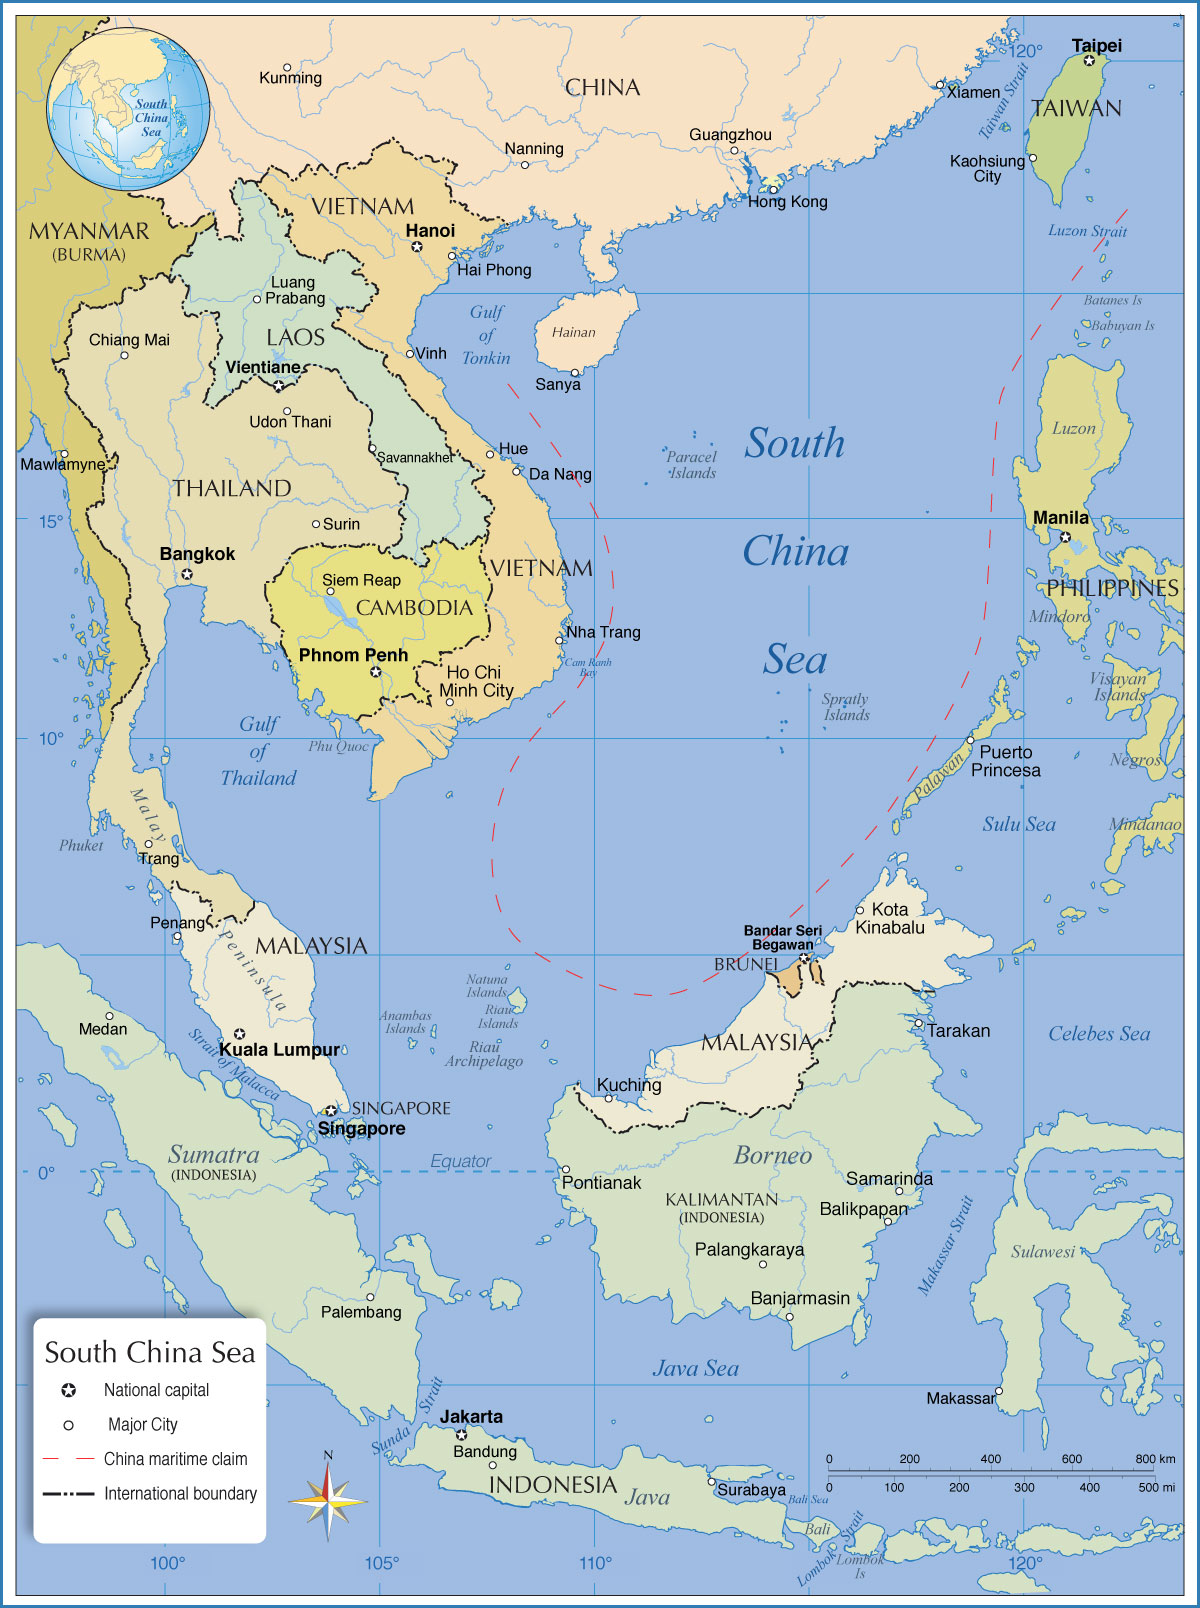 South
China
Sea
120°
Taipei
Kunming
CHINA
Xiamen
Taiwan Strait
TAIWAN
Guangzhou
Nanning
Kaohsiung
City
Hong Kong
VIETNAM
MYANMAR
(BURMA)
Hanoi
Luzon Strait
Hai Phong
Luang
Prabang
Batanes Is
Gulf
of
Tonkin
Hainan
Babuyan Is
Chiang Mai
LAOS
Vinh
Vientiane
Sanya
Udon Thani
Luzon
South
Hue
Savannakhet
Paracel
Islands
Mawlamyne
Da Nang
THAILAND
15°
Surin
Manila
Bangkok
China
VIETNAM
Siem Reap
CAMBODIA
PHILIPPINES
Mindoro
Nha Trang
Phnom Penh
Sea
Cam Ranh
Bay
Ho Chi
Minh City
Visayan
Islands
Spratly
Islands
10°
Gulf
of
Thailand
Phu Quoc
Puerto
Princesa
Negros
Palawan
Malay
Sulu Sea
Mindanao
Phuket
Trang
Penang
Peninsula
MALAYSIA
Kota
Kinabalu
Bandar Seri
Begawan
BRUNEI
Natuna
Islands
Riau
Islands
Anambas
Islands
Medan
Tarakan
Celebes Sea
Strait of Malacca
Kuala Lumpur
Riau
Archipelago
MALAYSIA
Kuching
SINGAPORE
Singapore
Sumatra
(INDONESIA)
Equator
Borneo
0°
Pontianak
Samarinda
KALIMANTAN
(INDONESIA)
Balikpapan
Makassar Strait
Palangkaraya
Sulawesi
Banjarmasin
Palembang
Java Sea
Makassar
Sunda Strait
Jakarta
Bandung
INDONESIA
Java
Surabaya
Bali Sea
Bali
Lombok Strait
Lombok
Is
South China Sea
National capital
Major City
China maritime claim
International boundary
N
0 200 400 600 800 km
0 100 200 300 400 500 mi
100°
105°
110°
120°